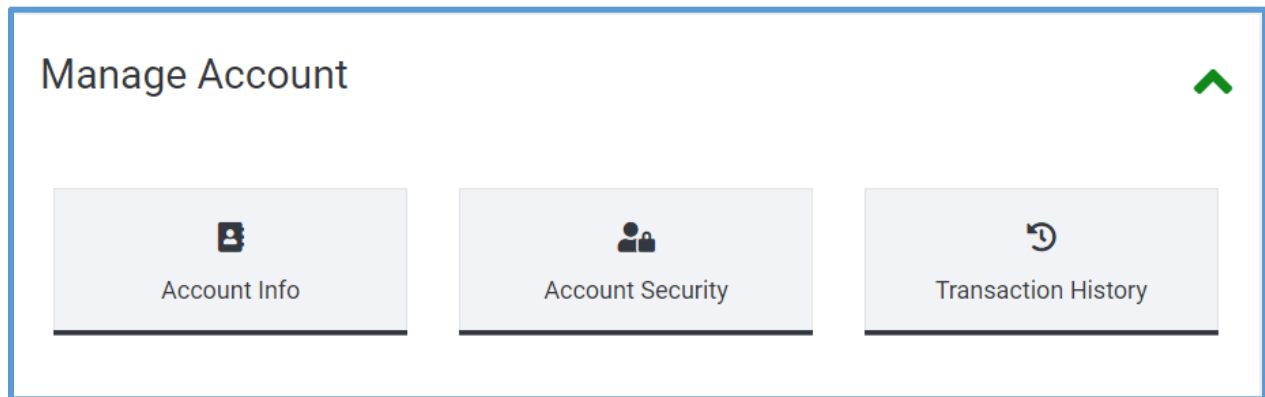 Manage Account
Account Info
Account Security
Transaction History